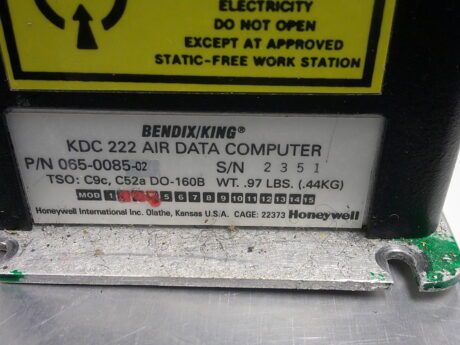 ELECTRICITY
DO NOT OPEN
EXCEPT AT APPROVED
STATIC-FREE WORK STATION
BENDIX/KING®
KDC 222 AIR DATA COMPUTER
P/N 065-0085-02 S/N 2351
TSO: C9c, C52a DO-160B WT. .97 LBS. (.44KG)
MOD 1 5 6 7 8 9 10 11 12 13 14 15
Honeywell International Inc. Olathe, Kansas U.S.A. CAGE: 22373 Honeywell